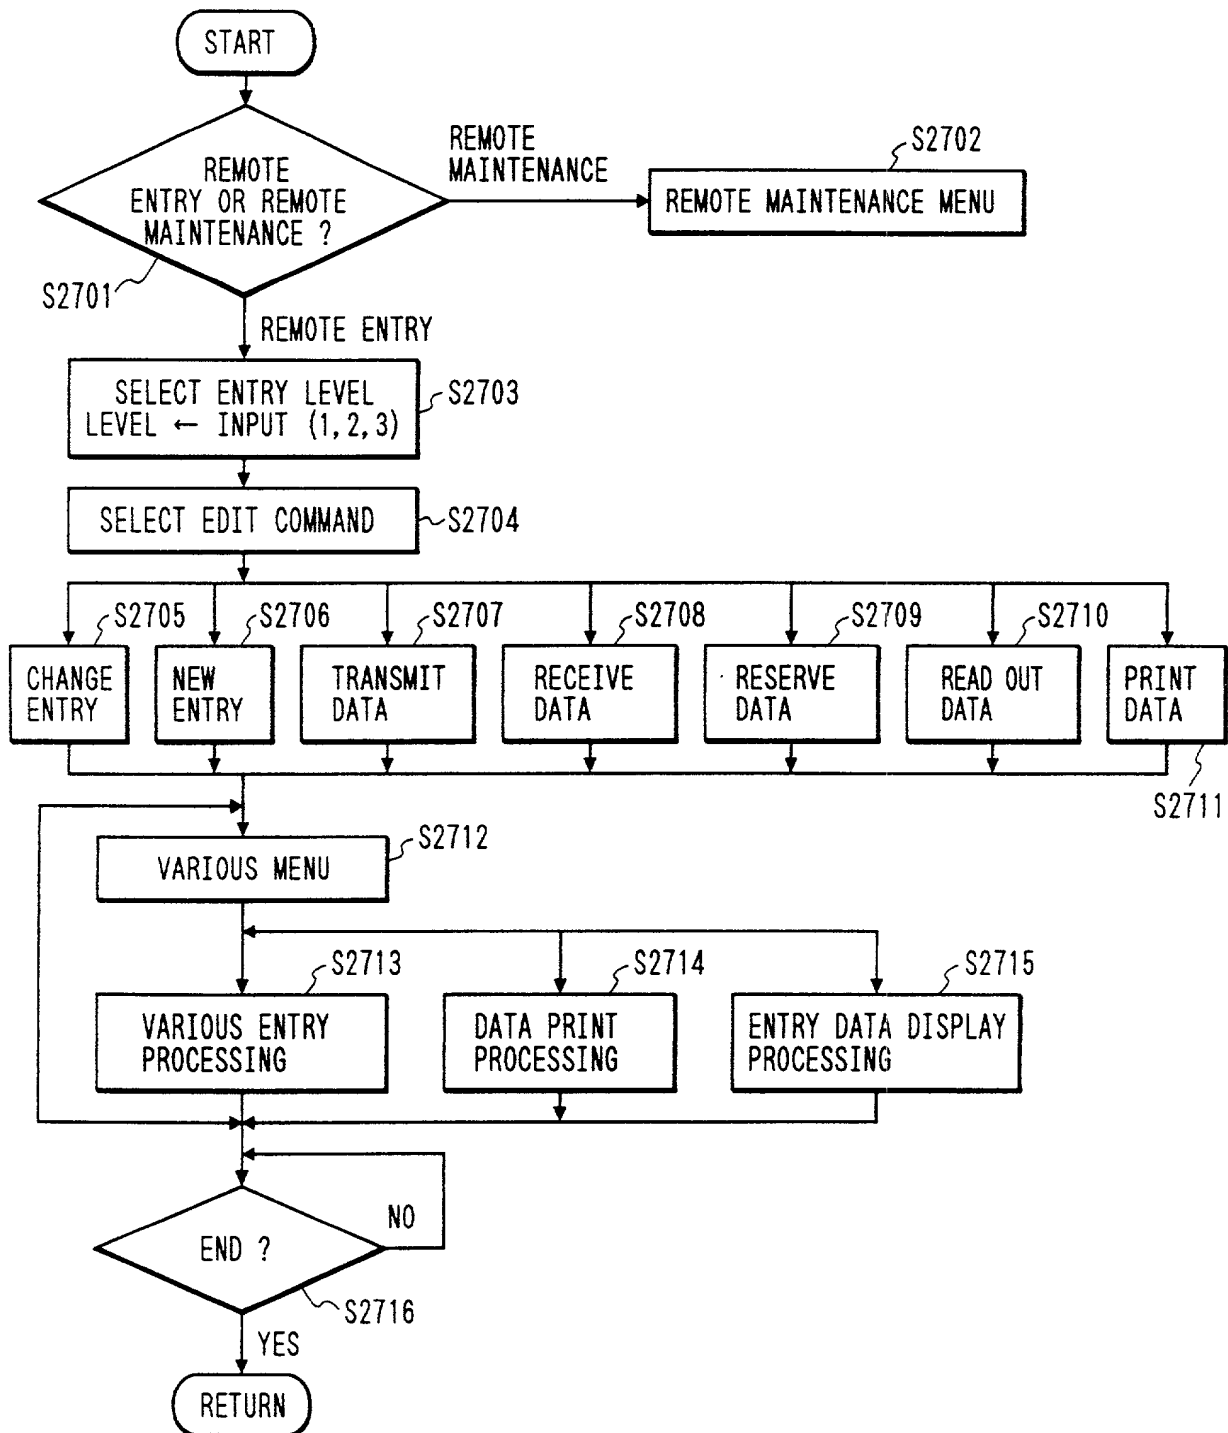 START
REMOTE
ENTRY OR REMOTE
MAINTENANCE ?
S2701
REMOTE
MAINTENANCE
S2702
REMOTE MAINTENANCE MENU
REMOTE ENTRY
SELECT ENTRY LEVEL
LEVEL ← INPUT (1, 2, 3)
S2703
SELECT EDIT COMMAND
S2704
S2705
CHANGE
ENTRY
S2706
NEW
ENTRY
S2707
TRANSMIT
DATA
S2708
RECEIVE
DATA
S2709
RESERVE
DATA
S2710
READ OUT
DATA
PRINT
DATA
S2711
S2712
VARIOUS MENU
S2713
VARIOUS ENTRY
PROCESSING
S2714
DATA PRINT
PROCESSING
S2715
ENTRY DATA DISPLAY
PROCESSING
END ?
NO
S2716
YES
RETURN